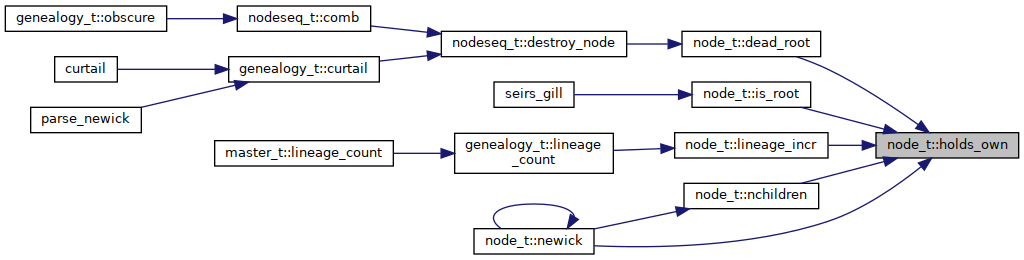 genealogy_t::obscure
nodeseq_t::comb
nodeseq_t::destroy_node
node_t::dead_root
curtail
genealogy_t::curtail
parse_newick
seirs_gill
node_t::is_root
master_t::lineage_count
genealogy_t::lineage
_count
node_t::lineage_incr
node_t::holds_own
node_t::nchildren
node_t::newick